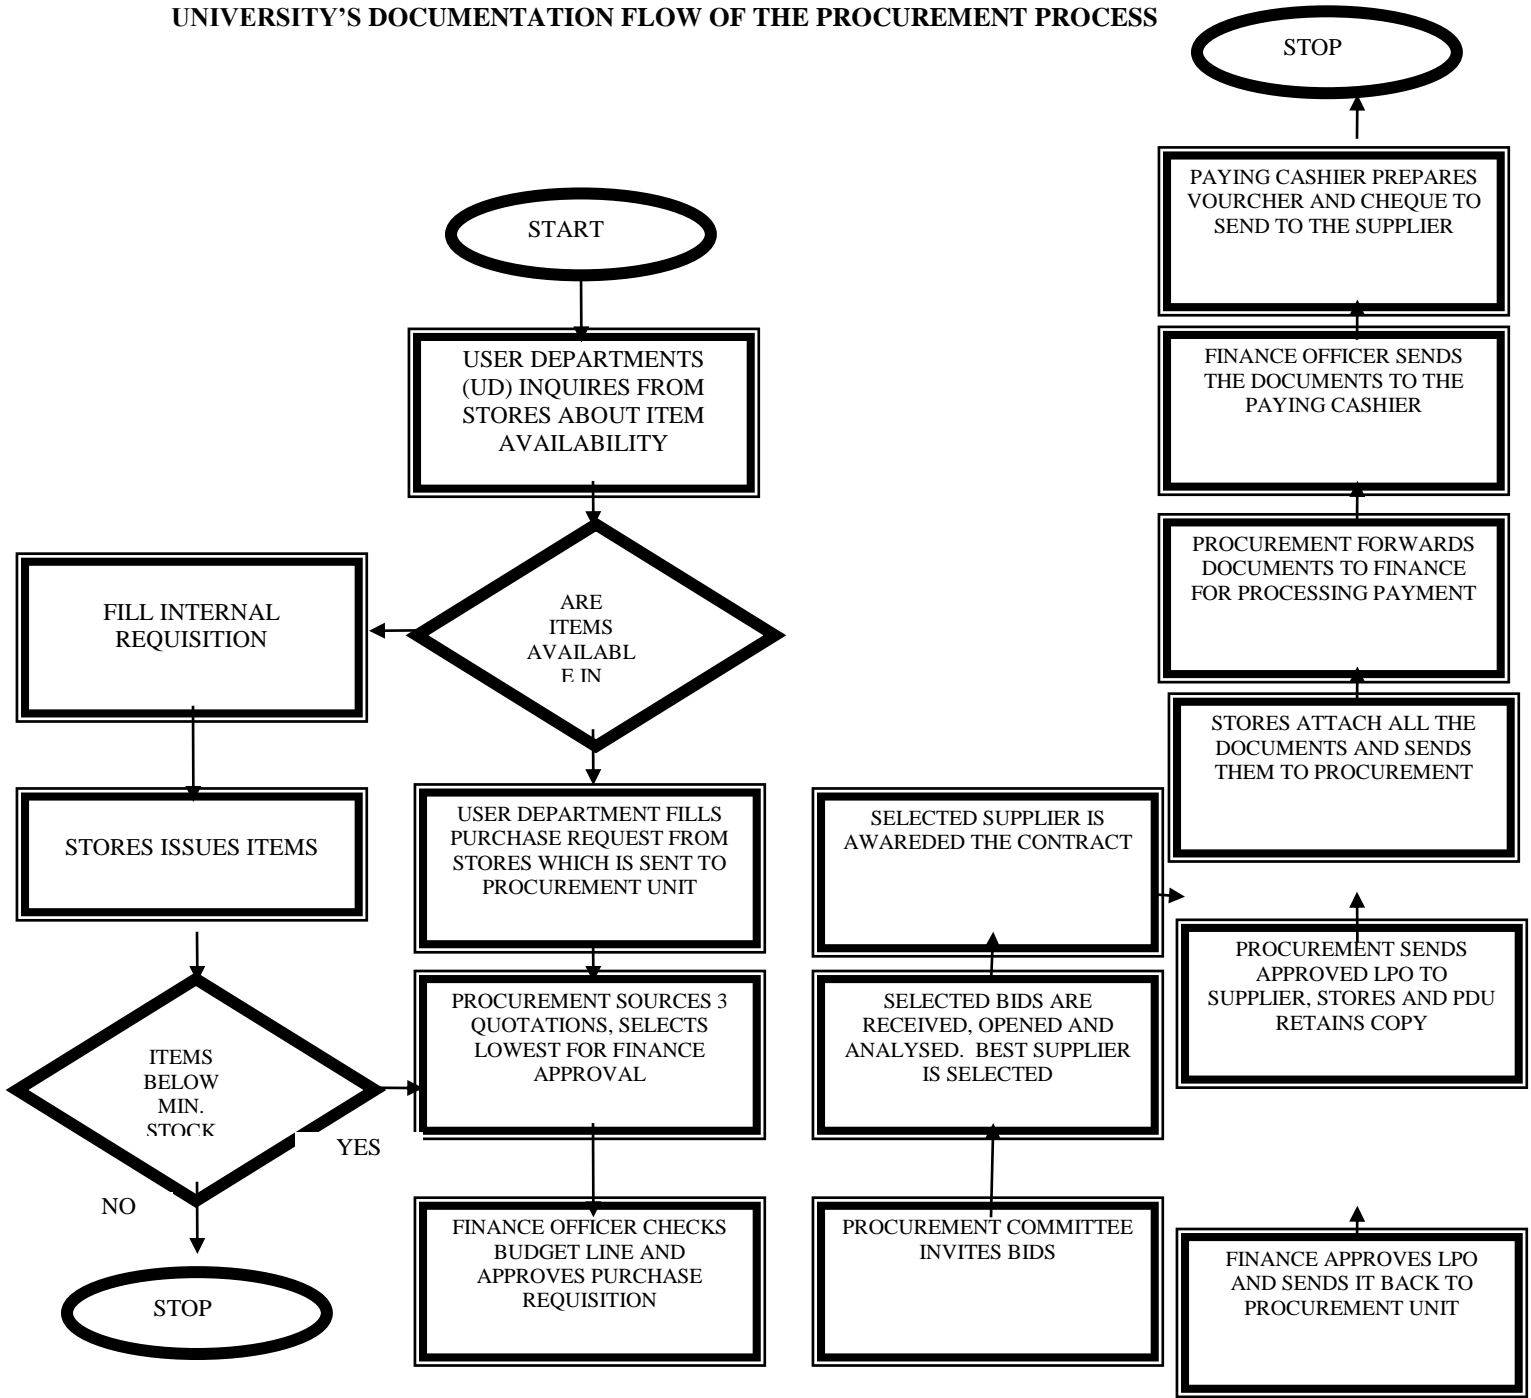 UNIVERSITY'S DOCUMENTATION FLOW OF THE PROCUREMENT PROCESS
START
USER DEPARTMENTS
(UD) INQUIRES FROM
STORES ABOUT ITEM
AVAILABILITY
ARE
ITEMS
AVAILABL
E IN
FILL INTERNAL
REQUISITION
STORES ISSUES ITEMS
ITEMS
BELOW
MIN.
STOCK
YES
NO
STOP
USER DEPARTMENT FILLS
PURCHASE REQUEST FROM
STORES WHICH IS SENT TO
PROCUREMENT UNIT
PROCUREMENT SOURCES 3
QUOTATIONS, SELECTS
LOWEST FOR FINANCE
APPROVAL
FINANCE OFFICER CHECKS
BUDGET LINE AND
APPROVES PURCHASE
REQUISITION
PROCUREMENT COMMITTEE
INVITES BIDS
SELECTED BIDS ARE
RECEIVED, OPENED AND
ANALYSED. BEST SUPPLIER
IS SELECTED
SELECTED SUPPLIER IS
AWAREDED THE CONTRACT
FINANCE APPROVES LPO
AND SENDS IT BACK TO
PROCUREMENT UNIT
PROCUREMENT SENDS
APPROVED LPO TO
SUPPLIER, STORES AND PDU
RETAINS COPY
STORES ATTACH ALL THE
DOCUMENTS AND SENDS
THEM TO PROCUREMENT
PROCUREMENT FORWARDS
DOCUMENTS TO FINANCE
FOR PROCESSING PAYMENT
FINANCE OFFICER SENDS
THE DOCUMENTS TO THE
PAYING CASHIER
PAYING CASHIER PREPARES
VOURCHER AND CHEQUE TO
SEND TO THE SUPPLIER
STOP